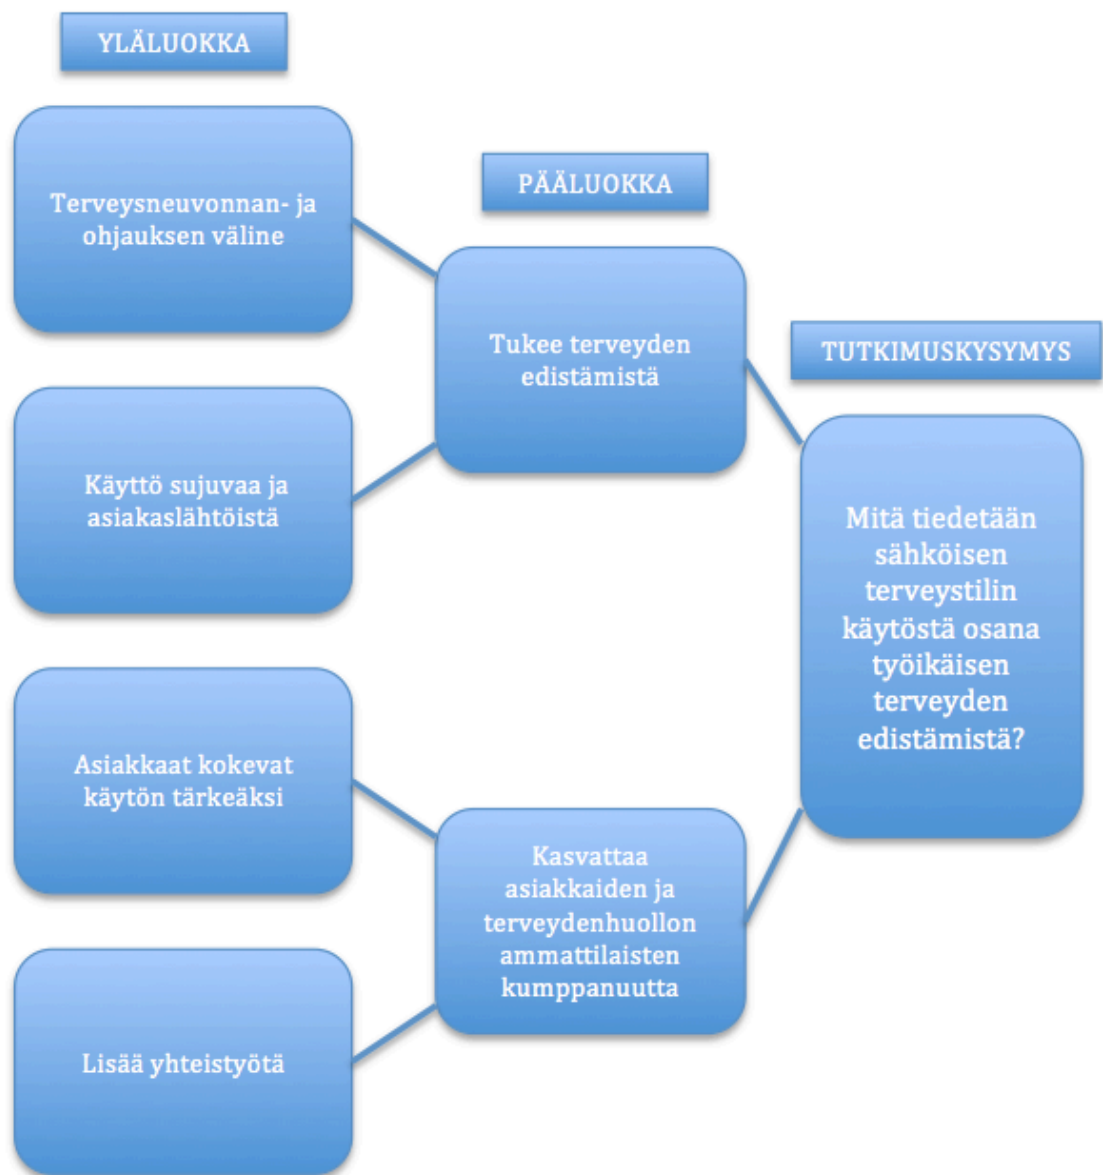 YLÄLUOKKA
Terveysneuvonnan- ja
ohjauksen väline
Käyttö sujuvaa ja
asiakaslähtöistä
Asiakkaat kokevat
käytön tärkeäksi
Lisää yhteistyötä
PÄÄLUOKKA
Tukee terveyden
edistämistä
Kasvattaa
asiakkaiden ja
terveydenhuollon
ammattilaisten
kumppanuutta
TUTKIMUSKYSYMYS
Mitä tiedetään
sähköisen
terveystilin
käytöstä osana
työikäisen
terveyden
edistämistä?